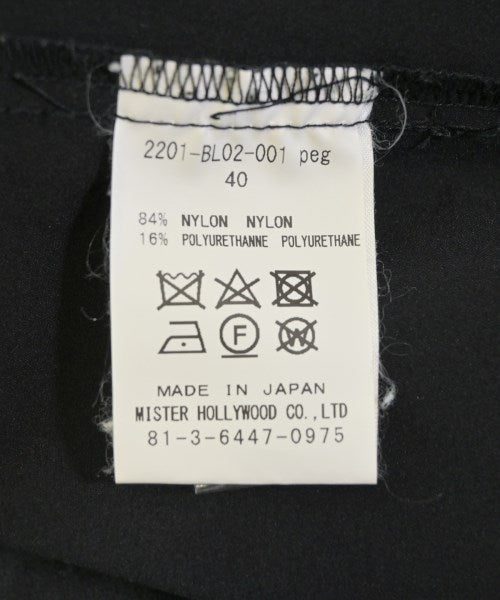 2201-BL02-001 peg
40
84% NYLON NYLON
16% POLYURETHANNE POLYURETHANE
F
W
MADE IN JAPAN
MISTER HOLLYWOOD CO.,LTD
81-3-6447-0975